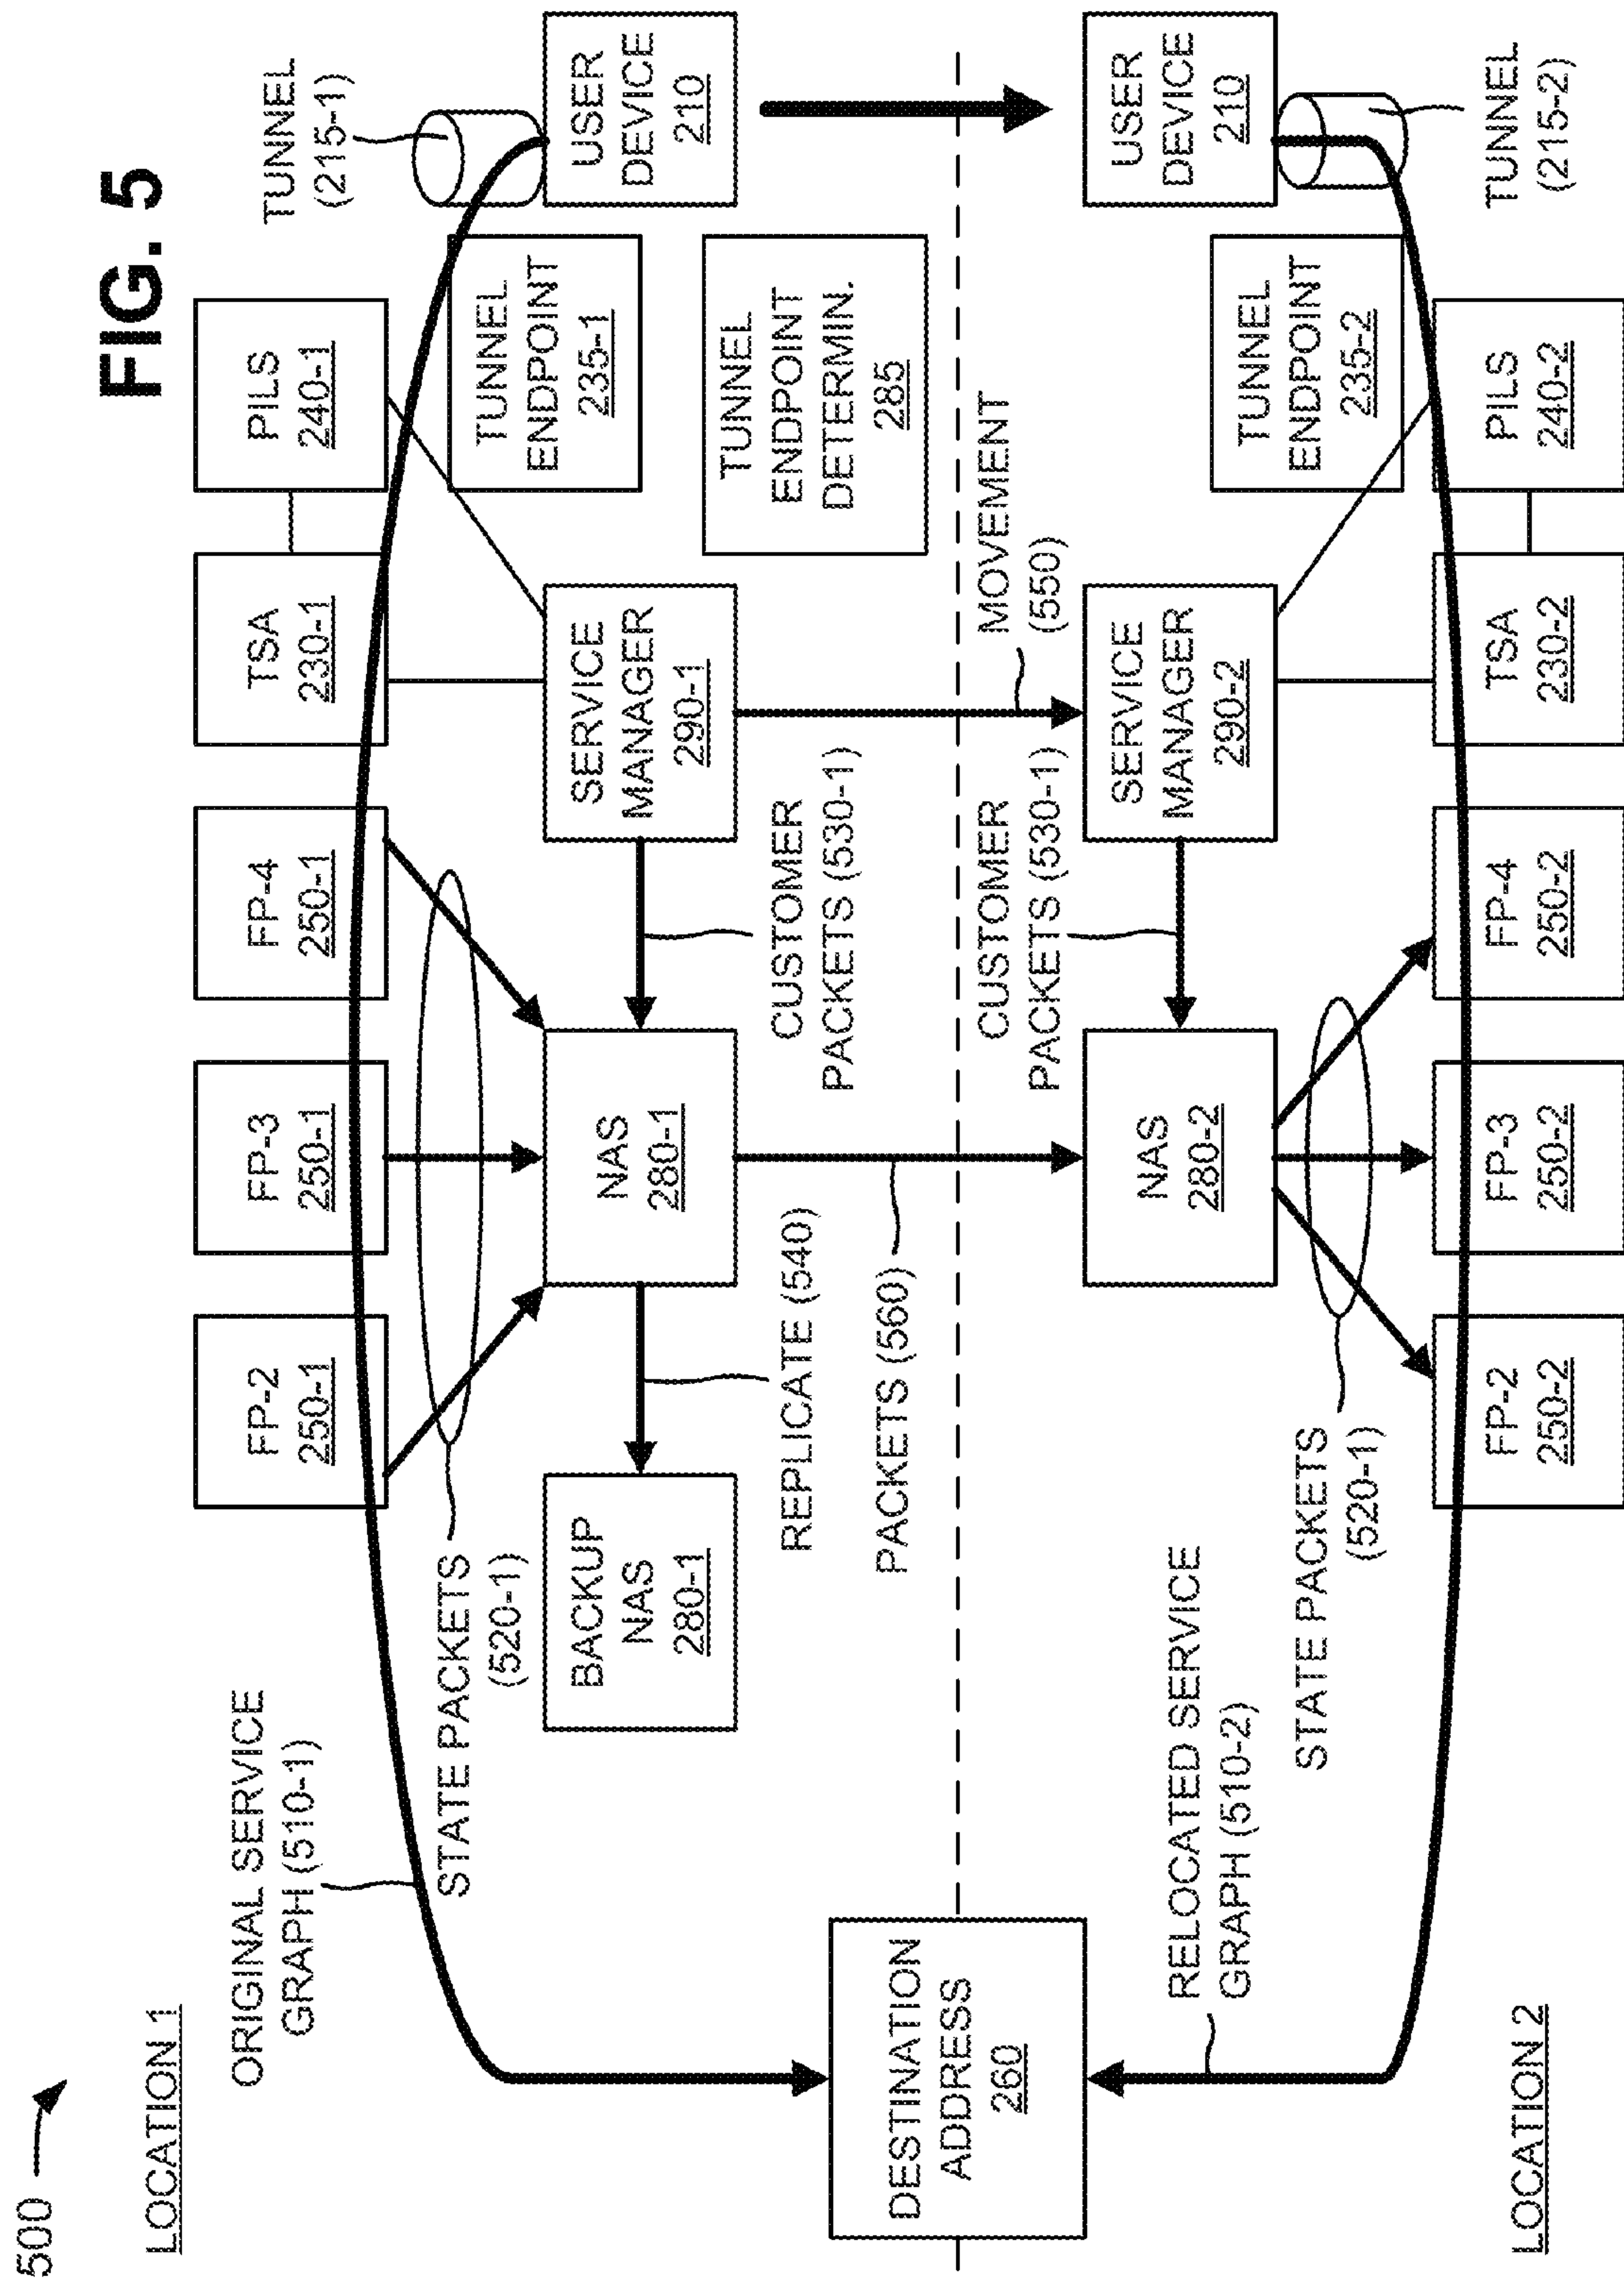 FIG. 5
500
LOCATION 1
ORIGINAL SERVICE
GRAPH (510-1)
FP-2
250-1
FP-3
250-1
FP-4
250-1
TSA
230-1
PILS
240-1
TUNNEL
(215-1)
STATE PACKETS
(520-1)
TUNNEL
ENDPOINT
235-1
BACKUP
NAS
280-1
NAS
280-1
SERVICE
MANAGER
290-1
USER
DEVICE
210
REPLICATE (540)
CUSTOMER
PACKETS (530-1)
TUNNEL
ENDPOINT
DETERMIN.
285
PACKETS (560)
DESTINATION
ADDRESS
260
CUSTOMER
PACKETS (530-1)
MOVEMENT
(550)
NAS
280-2
SERVICE
MANAGER
290-2
USER
DEVICE
210
RELOCATED SERVICE
GRAPH (510-2)
STATE PACKETS
(520-1)
TUNNEL
ENDPOINT
235-2
LOCATION 2
FP-2
250-2
FP-3
250-2
FP-4
250-2
TSA
230-2
PILS
240-2
TUNNEL
(215-2)